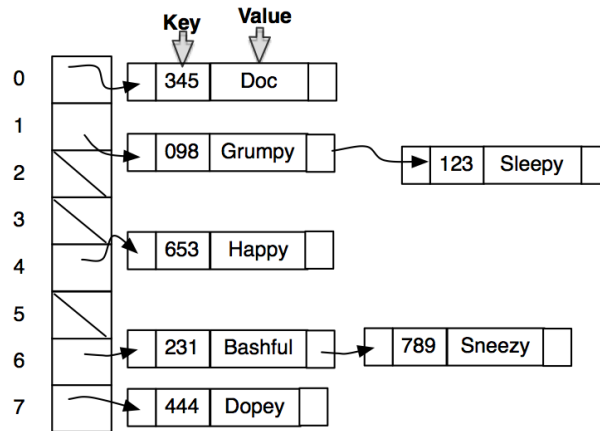 Key Value
0 345 Doc
1 098 Grumpy
2 123 Sleepy
3
4 653 Happy
5
6 231 Bashful 789 Sneezy
7 444 Dopey